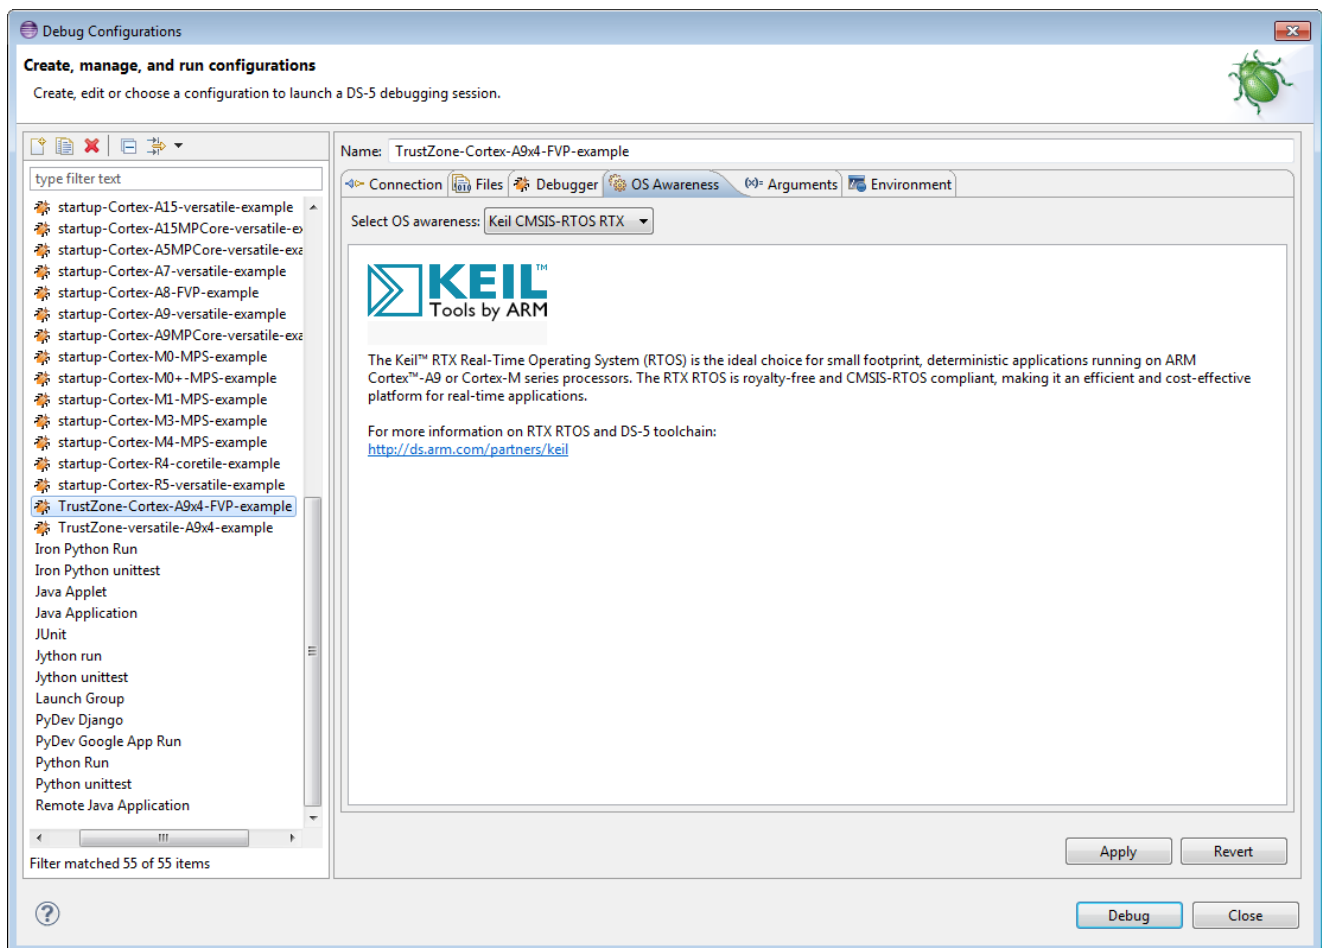 Debug Configurations
Create, manage, and run configurations
Create, edit or choose a configuration to launch a DS-5 debugging session.
type filter text
startup-Cortex-A15-versatile-example
startup-Cortex-A15MPCore-versatile-ex
startup-Cortex-A5MPCore-versatile-exa
startup-Cortex-A7-versatile-example
startup-Cortex-A8-FVP-example
startup-Cortex-A9-versatile-example
startup-Cortex-A9MPCore-versatile-exa
startup-Cortex-M0-MPS-example
startup-Cortex-M0+-MPS-example
startup-Cortex-M1-MPS-example
startup-Cortex-M3-MPS-example
startup-Cortex-M4-MPS-example
startup-Cortex-R4-coretile-example
startup-Cortex-R5-versatile-example
TrustZone-Cortex-A9x4-FVP-example
TrustZone-versatile-A9x4-example
Iron Python Run
Iron Python unittest
Java Applet
Java Application
JUnit
Jython run
Jython unittest
Launch Group
PyDev Django
PyDev Google App Run
Python Run
Python unittest
Remote Java Application
Filter matched 55 of 55 items
Name: TrustZone-Cortex-A9x4-FVP-example
Connection 010 Files Debugger OS Awareness (x)= Arguments Environment
Select OS awareness: Keil CMSIS-RTOS RTX
KEIL™
Tools by ARM
The Keil™ RTX Real-Time Operating System (RTOS) is the ideal choice for small footprint, deterministic applications running on ARM
Cortex™-A9 or Cortex-M series processors. The RTX RTOS is royalty-free and CMSIS-RTOS compliant, making it an efficient and cost-effective
platform for real-time applications.
For more information on RTX RTOS and DS-5 toolchain:
http://ds.arm.com/partners/keil
Apply Revert
? Debug Close